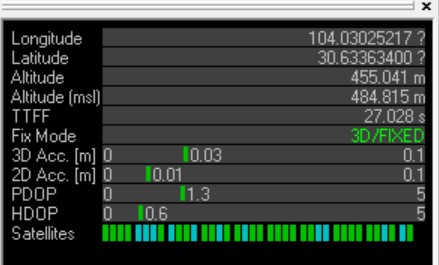 x
Longitude 104.03025217 ?
Latitude 30.63363400 ?
Altitude 455.041 m
Altitude (msl) 484.815 m
TTFF 27.028 s
Fix Mode 3D/FIXED
3D Acc. [m] 0 0.03 0.1
2D Acc. [m] 0 0.01 0.1
PDOP 0 1.3 5
HDOP 0 0.6 5
Satellites